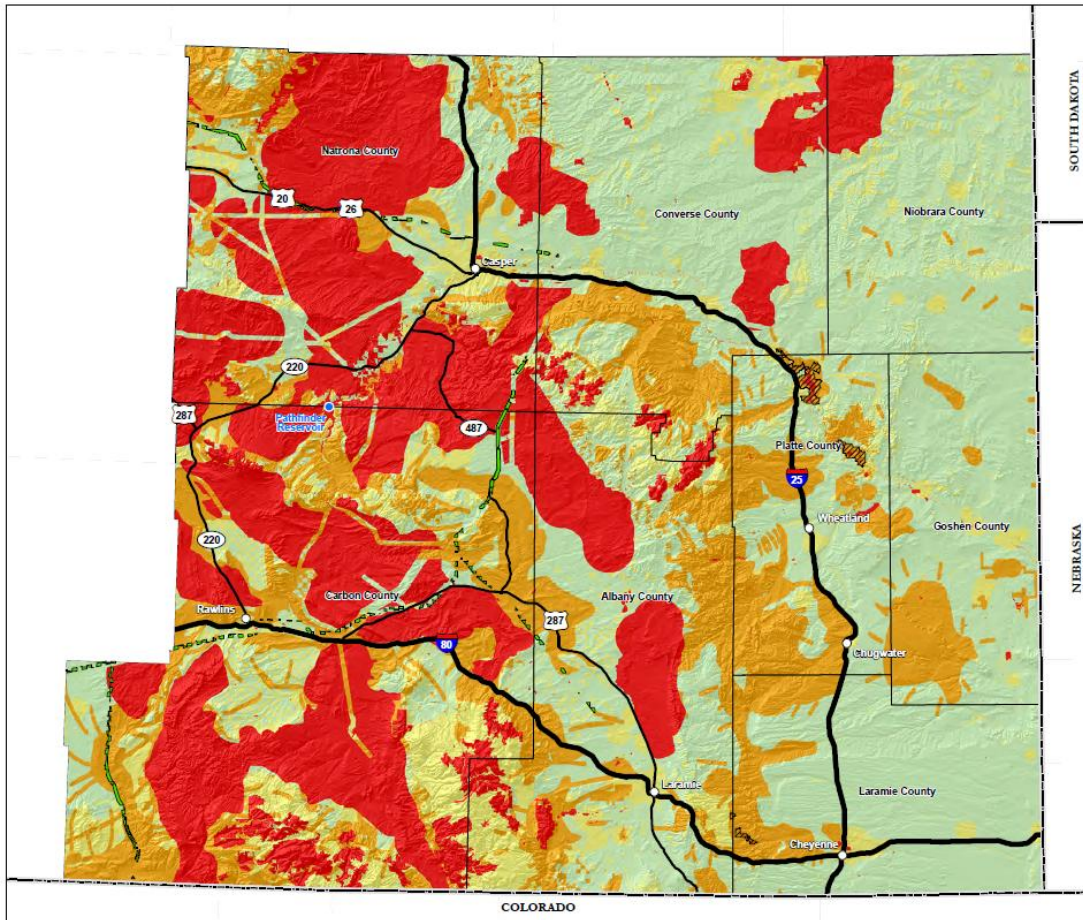 SOUTH DAKOTA
Natrona County
20
26
Converse County
Niobrara County
Casper
220
287
Pathfinder
Reservoir
487
Platte County
25
NEBRASKA
Wheatland
Goshen County
220
Carbon County
Albany County
Rawlins
287
80
Chugwater
Laramie
Laramie County
Cheyenne
COLORADO